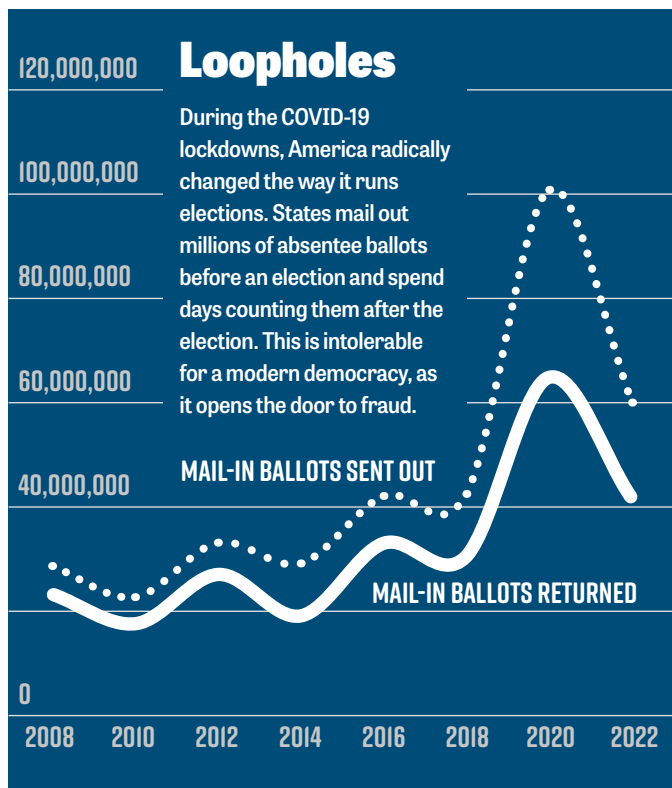 Loopholes
During the COVID-19
lockdowns, America radically
changed the way it runs
elections. States mail out
millions of absentee ballots
before an election and spend
days counting them after the
election. This is intolerable
for a modern democracy, as
it opens the door to fraud.
120,000,000
100,000,000
80,000,000
60,000,000
40,000,000
0
MAIL-IN BALLOTS SENT OUT
MAIL-IN BALLOTS RETURNED
2008 2010 2012 2014 2016 2018 2020 2022